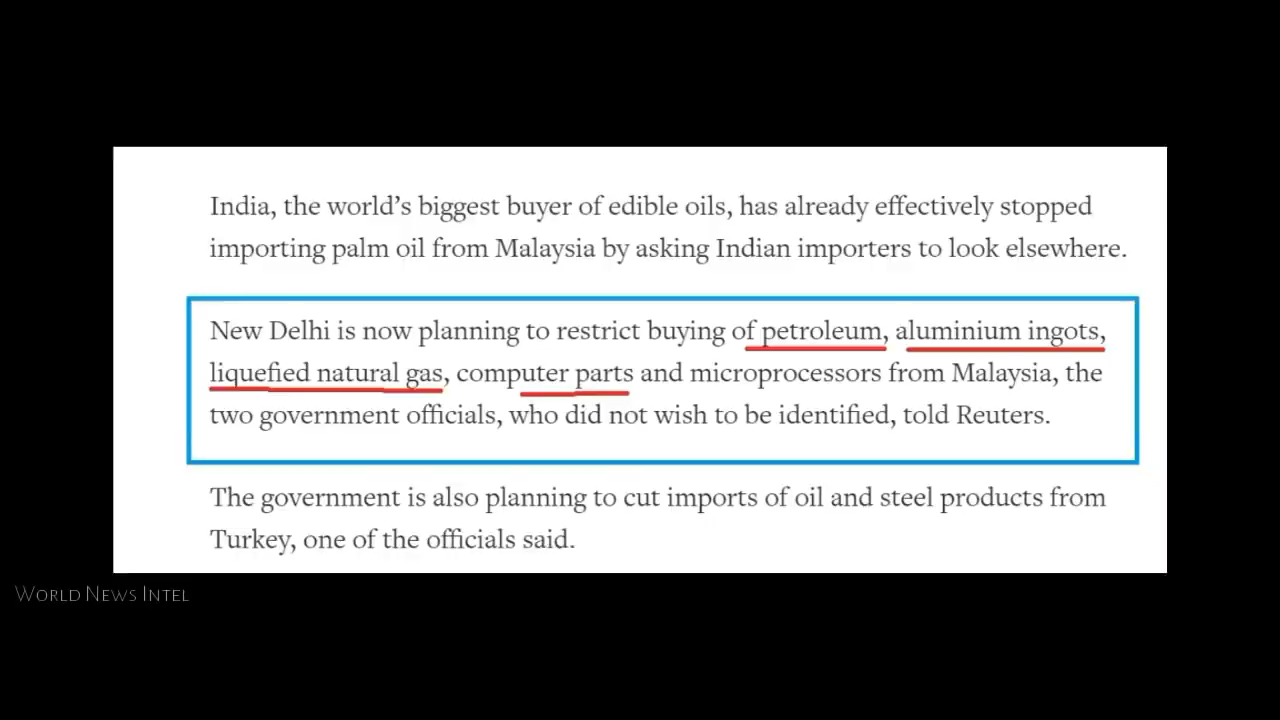 India, the world's biggest buyer of edible oils, has already effectively stopped
importing palm oil from Malaysia by asking Indian importers to look elsewhere.
New Delhi is now planning to restrict buying of petroleum, aluminium ingots,
liquefied natural gas, computer parts and microprocessors from Malaysia, the
two government officials, who did not wish to be identified, told Reuters.
The government is also planning to cut imports of oil and steel products from
Turkey, one of the officials said.
World News Intel